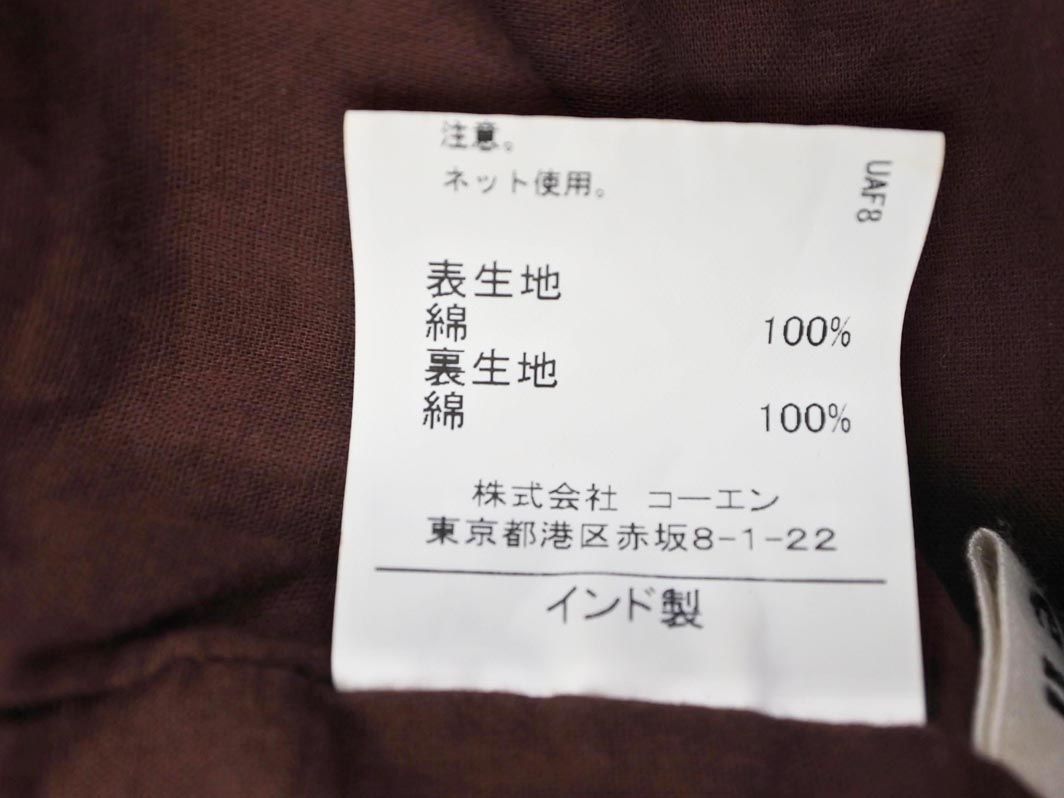 注意。
ネット使用。
UAF8
表生地
綿 100%
裏生地
綿 100%
株式会社 コーエン
東京都港区赤坂8-1-22
インド製